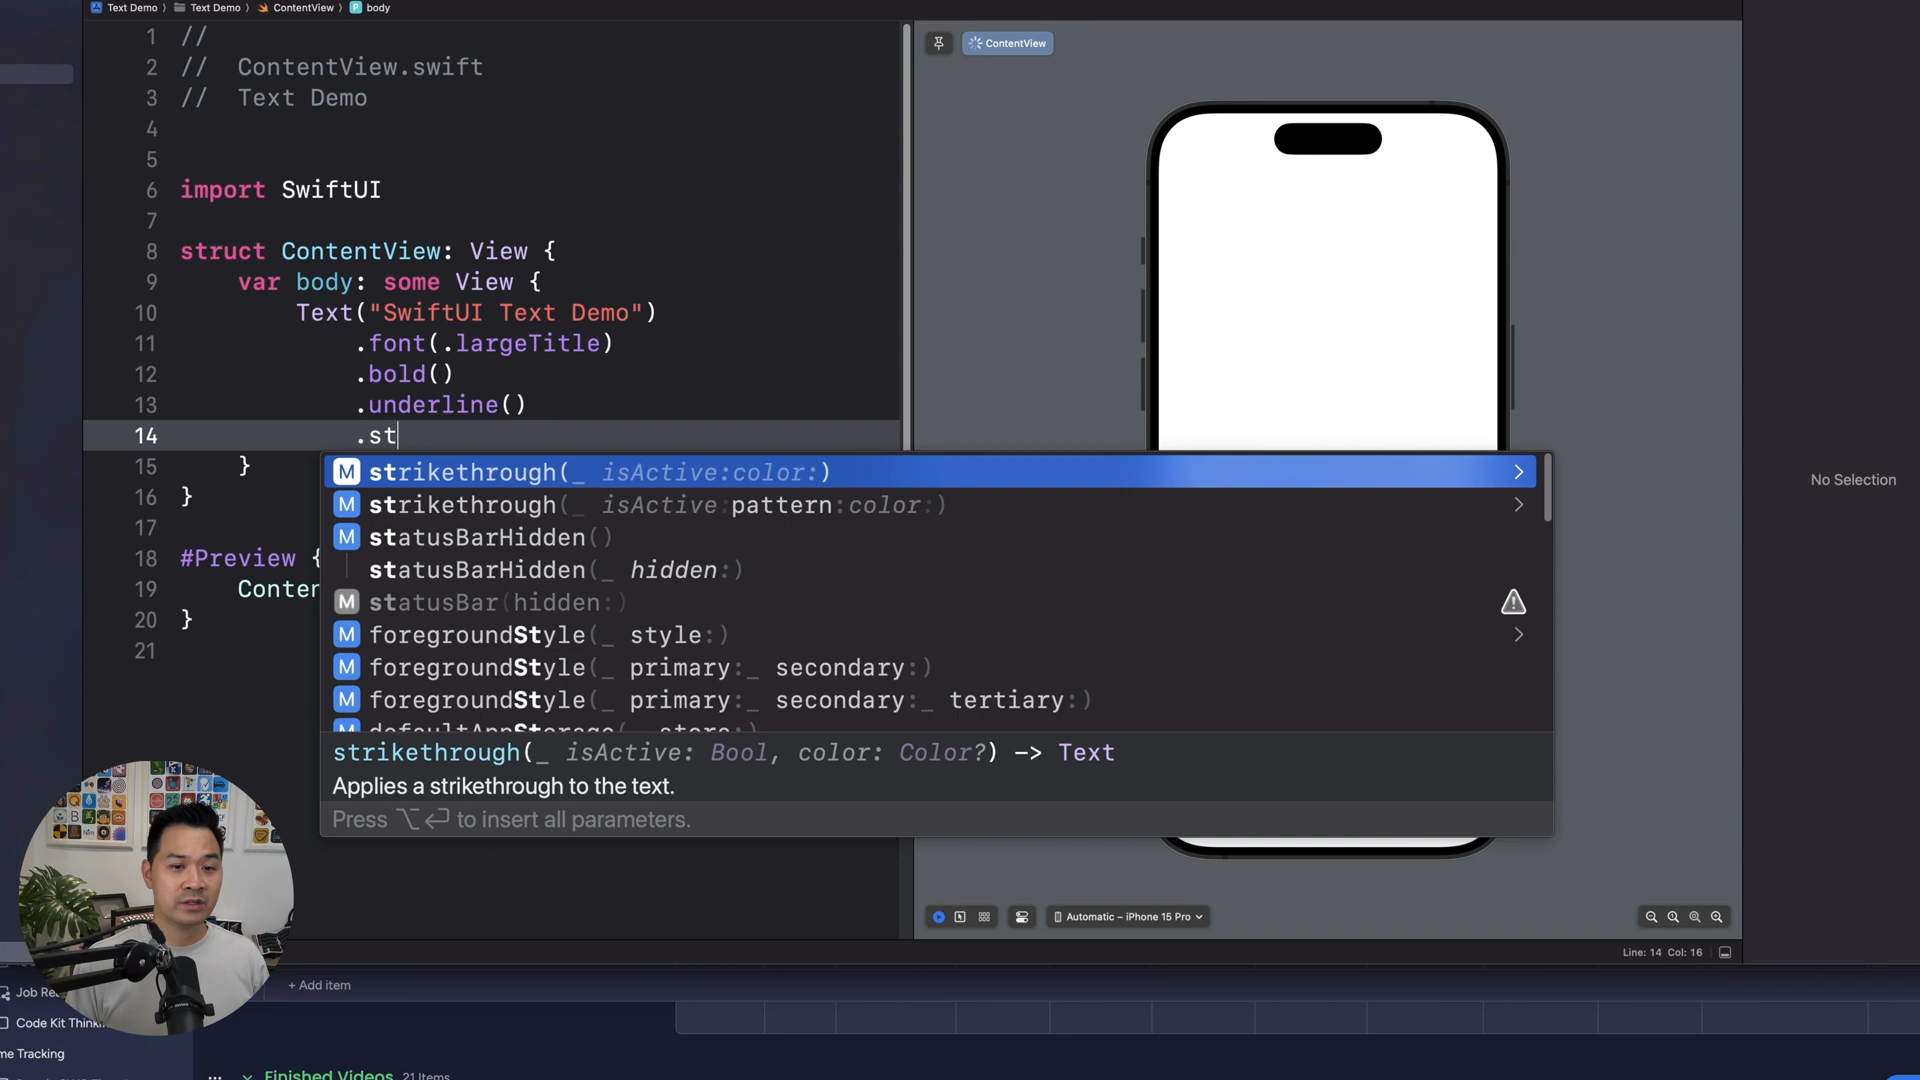 Text Demo 〉 Text Demo 〉 ContentView 〉 P body
1 //
2 //  ContentView.swift
3 //  Text Demo
4
5
6 import SwiftUI
7
8 struct ContentView: View {
9     var body: some View {
10         Text("SwiftUI Text Demo")
11             .font(.largeTitle)
12             .bold()
13             .underline()
14             .st
15     }
16 }
17
18 #Preview {
19     Conten
20 }
21
M strikethrough(_ isActive:color:)
M strikethrough(_ isActive:pattern:color:)
M statusBarHidden()
statusBarHidden(_ hidden:)
M statusBar(hidden:)
M foregroundStyle(_ style:)
M foregroundStyle(_ primary:_ secondary:)
M foregroundStyle(_ primary:_ secondary:_ tertiary:)
M defaultAppStorage(_ store:)
strikethrough(_ isActive: Bool, color: Color?) -> Text
Applies a strikethrough to the text.
Press ⌥↩ to insert all parameters.
ContentView
No Selection
Automatic – iPhone 15 Pro
Line: 14 Col: 16
+ Add item
Job Re
Code Kit Think
me Tracking
Finished Videos 21 Items